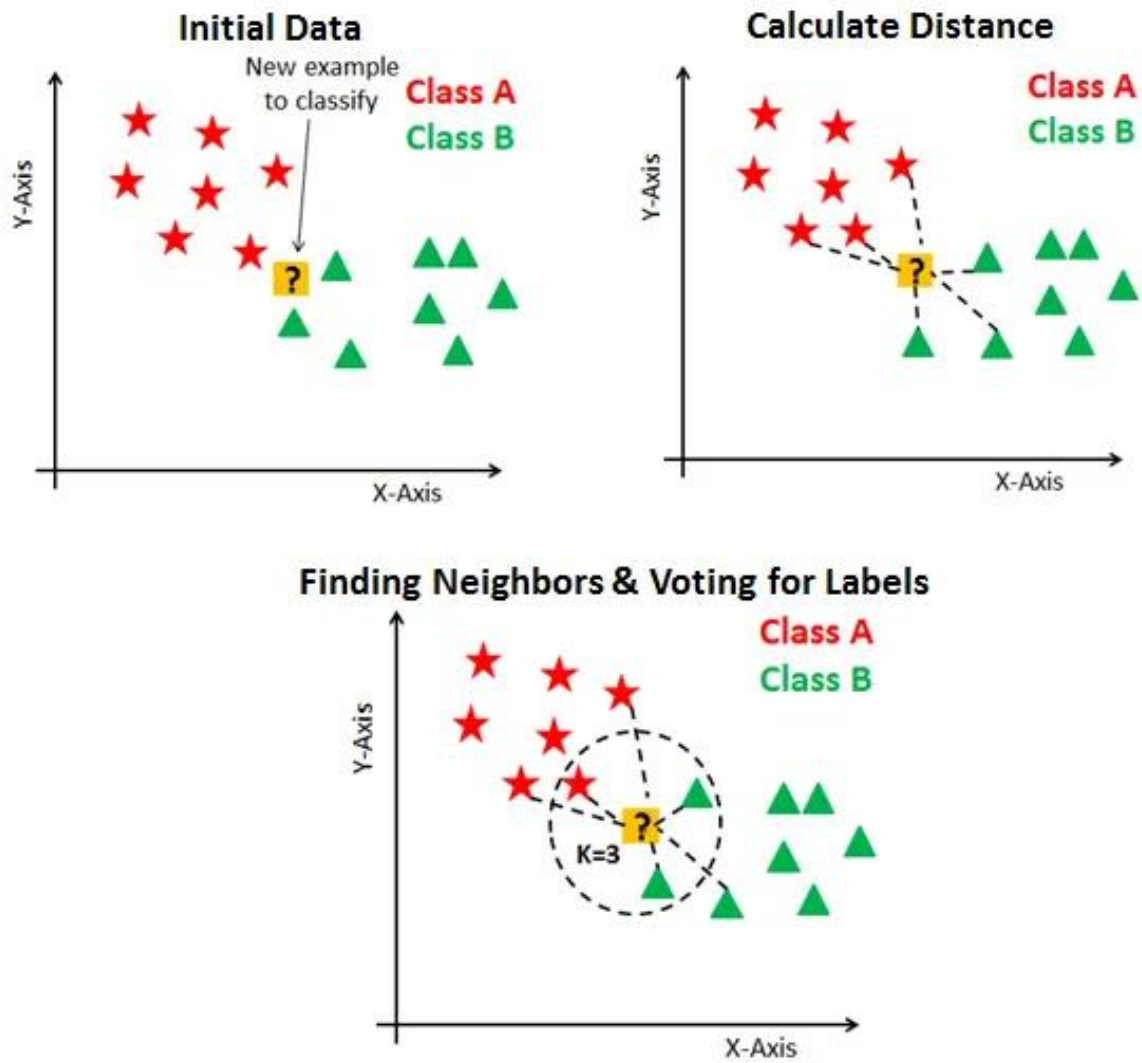 Initial Data
New example
to classify
Class A
Class B
Y-Axis
?
X-Axis
Calculate Distance
Class A
Class B
Y-Axis
?
X-Axis
Finding Neighbors & Voting for Labels
Class A
Class B
Y-Axis
?
K=3
X-Axis